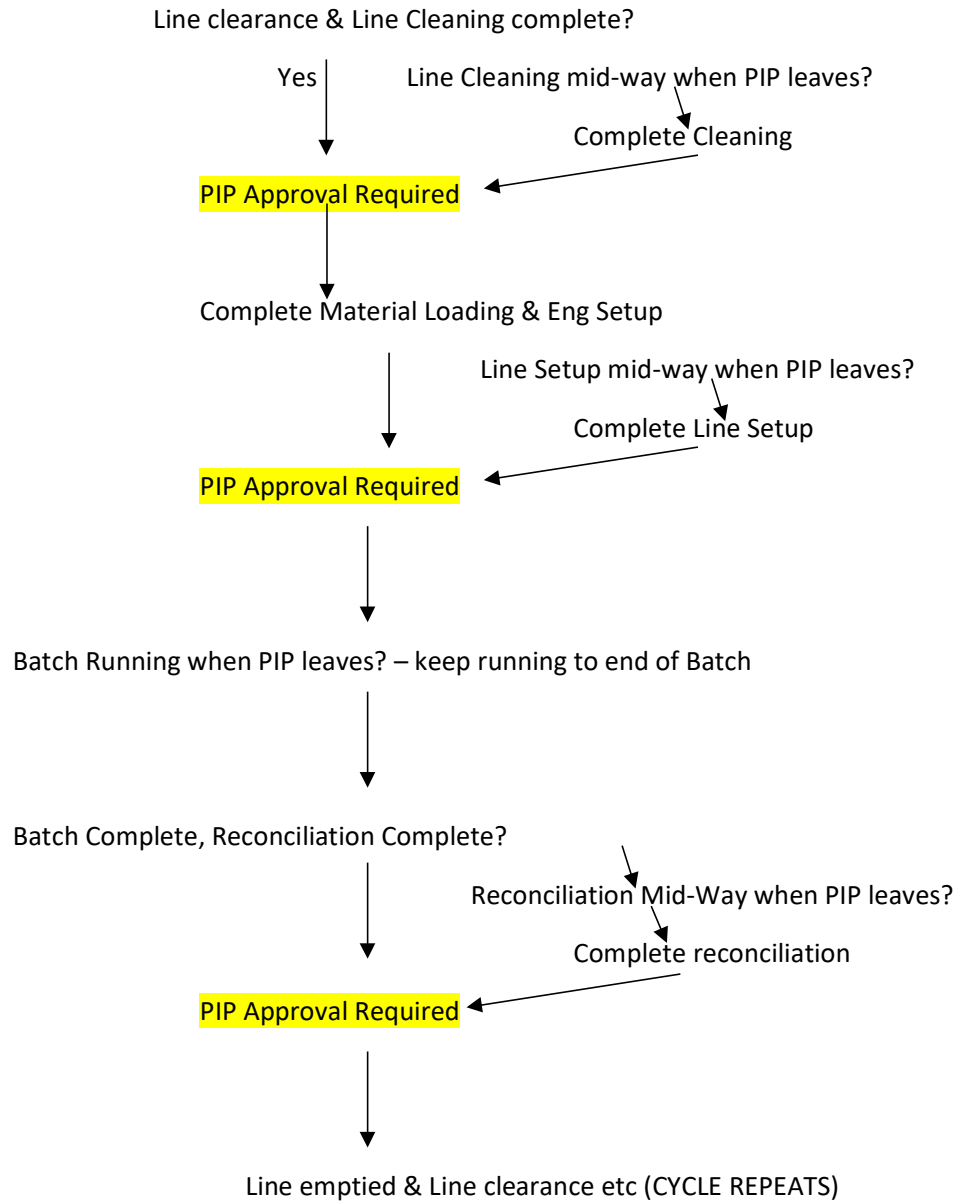 Line clearance & Line Cleaning complete?
Yes
Line Cleaning mid-way when PIP leaves?
Complete Cleaning
PIP Approval Required
Complete Material Loading & Eng Setup
Line Setup mid-way when PIP leaves?
Complete Line Setup
PIP Approval Required
Batch Running when PIP leaves? – keep running to end of Batch
Batch Complete, Reconciliation Complete?
Reconciliation Mid-Way when PIP leaves?
Complete reconciliation
PIP Approval Required
Line emptied & Line clearance etc (CYCLE REPEATS)